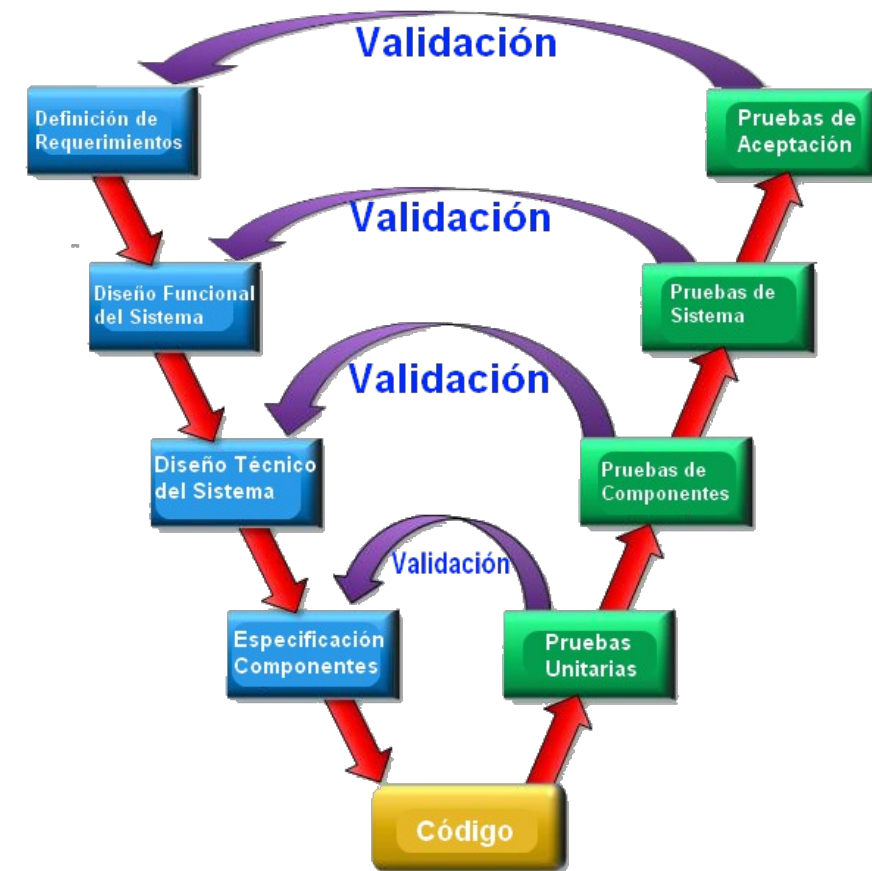 Validación
Definición de
Requerimientos
Pruebas de
Aceptación
Validación
Diseño Funcional
del Sistema
Pruebas de
Sistema
Validación
Diseño Técnico
del Sistema
Pruebas de
Componentes
Validación
Especificación
Componentes
Pruebas
Unitarias
Código